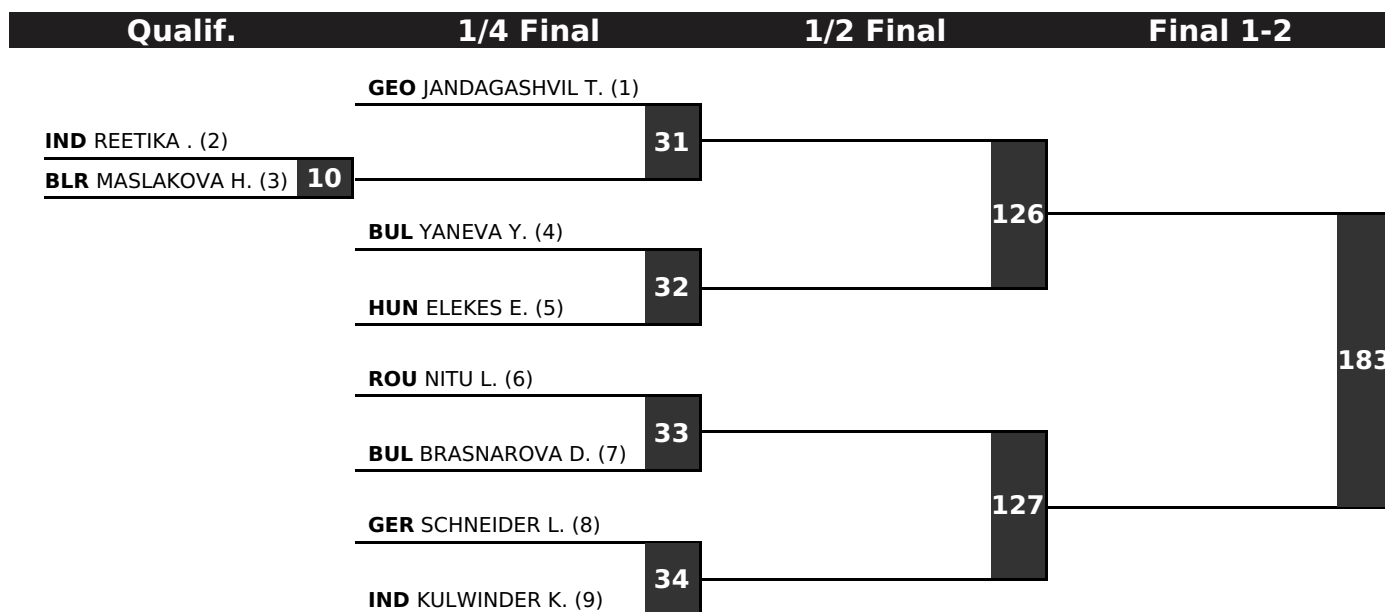 Qualif. 1/4 Final 1/2 Final Final 1-2
GEO JANDAGASHVIL T. (1)
IND REETIKA . (2)
31
BLR MASLAKOVA H. (3) 10
126
BUL YANEVA Y. (4)
32
HUN ELEKES E. (5)
183
ROU NITU L. (6)
33
BUL BRASNAROVA D. (7)
127
GER SCHNEIDER L. (8)
34
IND KULWINDER K. (9)